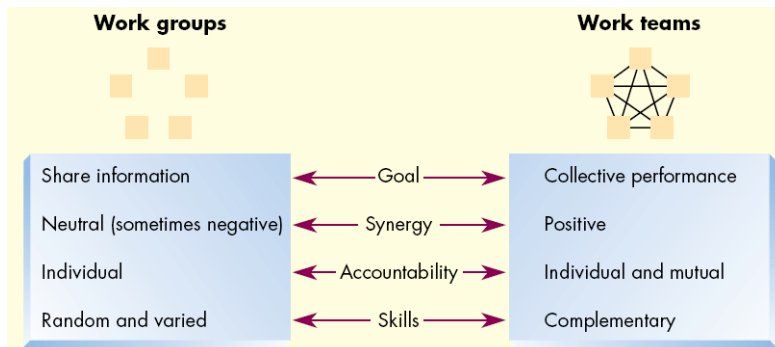 Work groups
Work teams
Share information
Goal
Collective performance
Neutral (sometimes negative)
Synergy
Positive
Individual
Accountability
Individual and mutual
Random and varied
Skills
Complementary